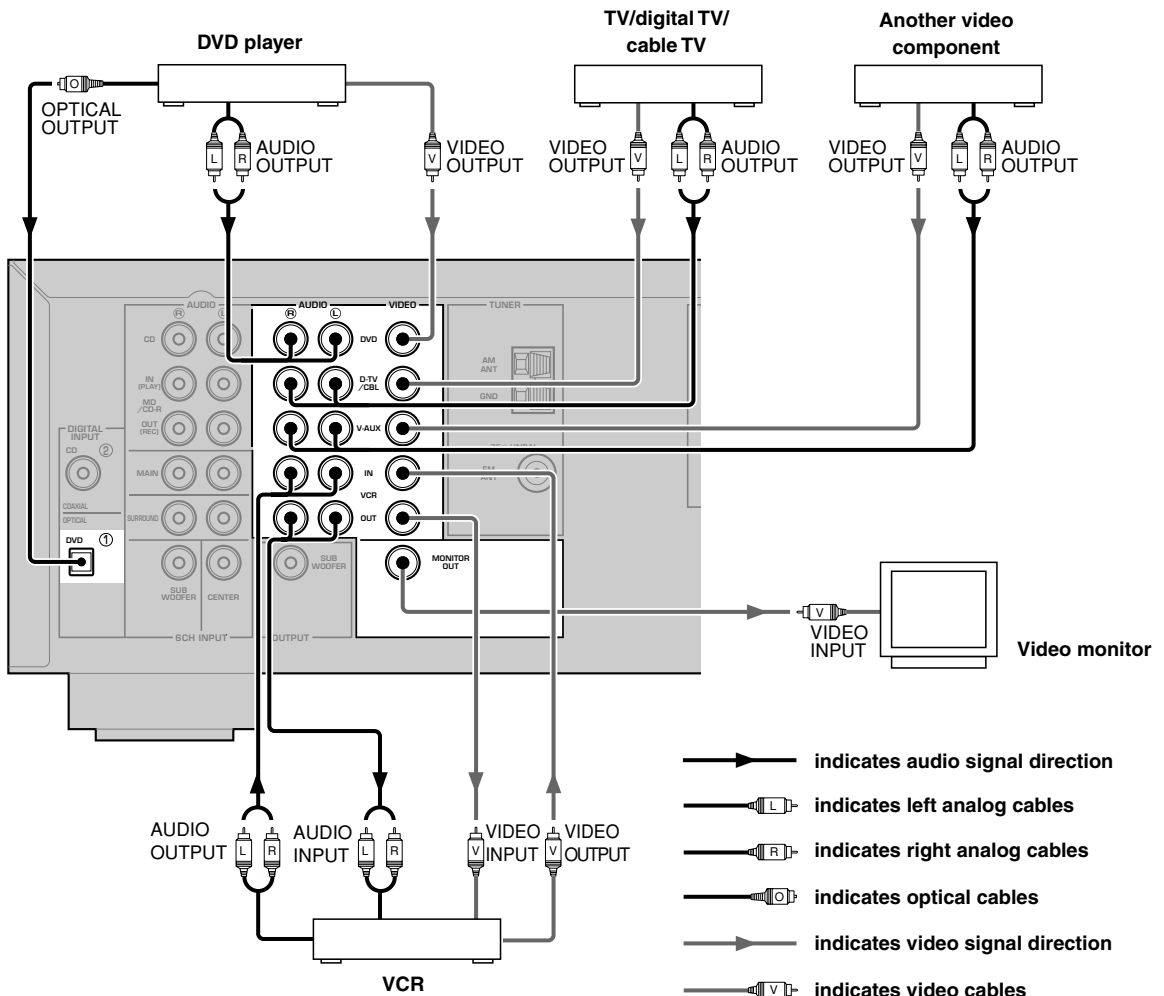 DVD player
TV/digital TV/
cable TV
Another video
component
O
OPTICAL
OUTPUT
L
R
AUDIO
OUTPUT
V
VIDEO
OUTPUT
VIDEO
OUTPUT
V
L
R
AUDIO
OUTPUT
VIDEO
OUTPUT
V
L
R
AUDIO
OUTPUT
AUDIO
R
L
CD
IN
(PLAY)
MD
/CD-R
OUT
(REC)
MAIN
SURROUND
SUB
WOOFER
CENTER
6CH INPUT
AUDIO
R
L
VIDEO
DVD
D-TV
/CBL
V-AUX
IN
VCR
OUT
SUB
WOOFER
OUTPUT
MONITOR
OUT
TUNER
AM
ANT
GND
75Ω UNBAL.
FM
ANT
DIGITAL
INPUT
CD
②
COAXIAL
OPTICAL
DVD
①
V
VIDEO
INPUT
Video monitor
AUDIO
OUTPUT
L
R
AUDIO
INPUT
L
R
VIDEO
INPUT
V
VIDEO
OUTPUT
V
VCR
indicates audio signal direction
L
indicates left analog cables
R
indicates right analog cables
O
indicates optical cables
indicates video signal direction
V
indicates video cables